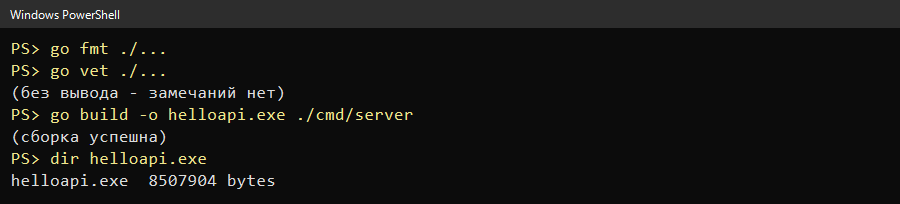 Windows PowerShell
PS> go fmt ./...
PS> go vet ./...
(без вывода - замечаний нет)
PS> go build -o helloapi.exe ./cmd/server
(сборка успешна)
PS> dir helloapi.exe
helloapi.exe  8507904 bytes